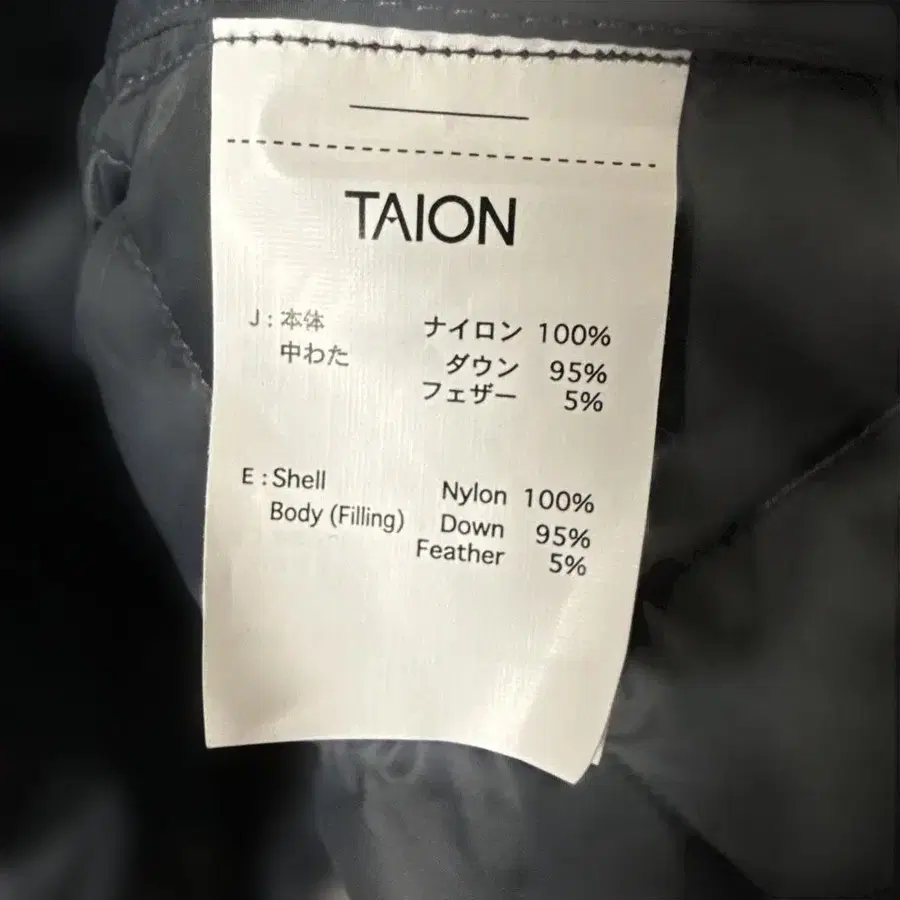 TAION
J : 本体 ナイロン 100%
中わた ダウン 95%
フェザー 5%
E : Shell Nylon 100%
Body (Filling) Down 95%
Feather 5%